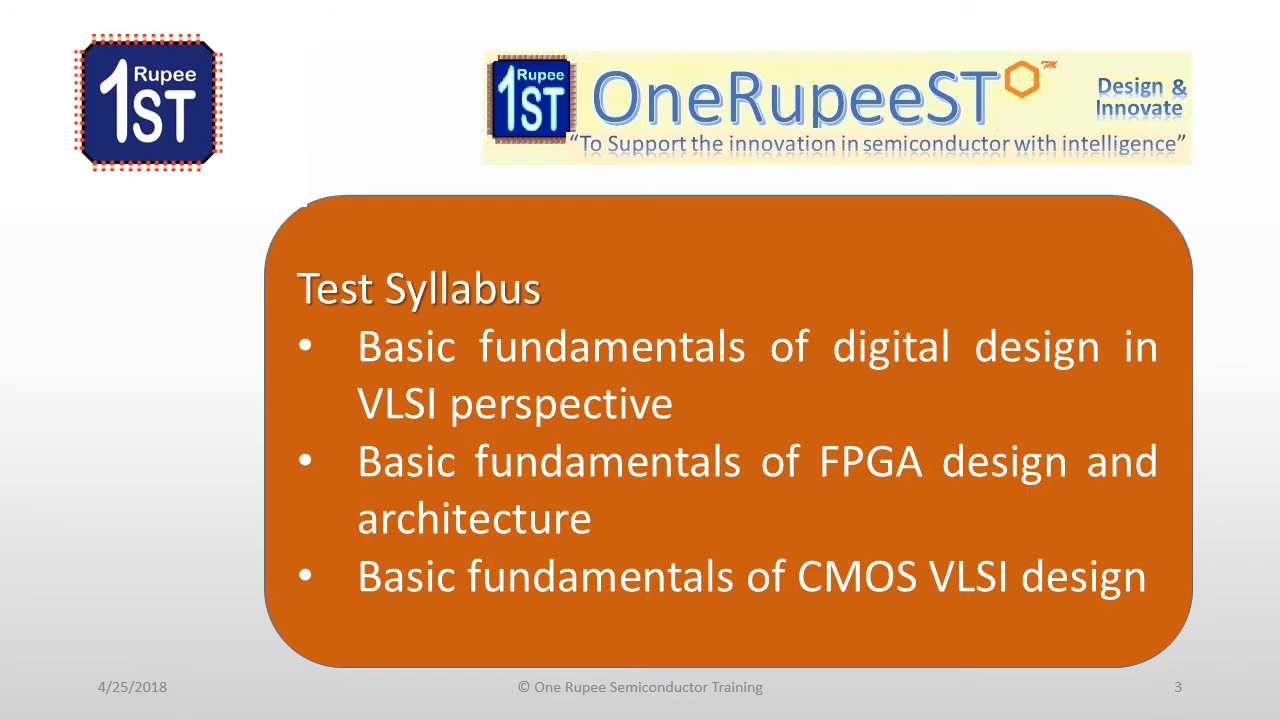 1 Rupee
ST
1 Rupee
ST
OneRupeeST™
Design &
Innovate
“To Support the innovation in semiconductor with intelligence”
Test Syllabus
• Basic fundamentals of digital design in
VLSI perspective
• Basic fundamentals of FPGA design and
architecture
• Basic fundamentals of CMOS VLSI design
4/25/2018
© One Rupee Semiconductor Training
3